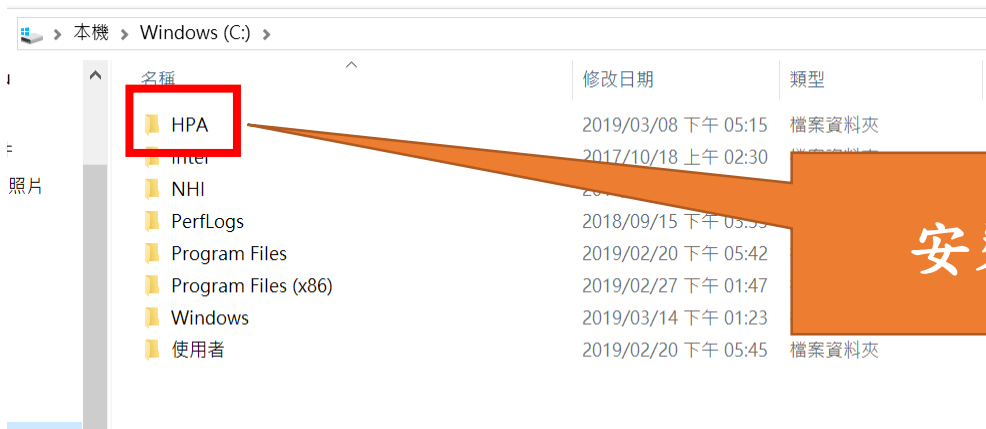 本機 > Windows (C:) >
名稱 修改日期 類型
HPA 2019/03/08 下午 05:15 檔案資料夾
Intel 2017/10/18 上午 02:30
NHI
照片
PerfLogs 2018/09/15 下午
Program Files 2019/02/20 下午 05:42
安
Program Files (x86) 2019/02/27 下午 01:47
Windows 2019/03/14 下午 01:23
使用者 2019/02/20 下午 05:45 檔案資料夾